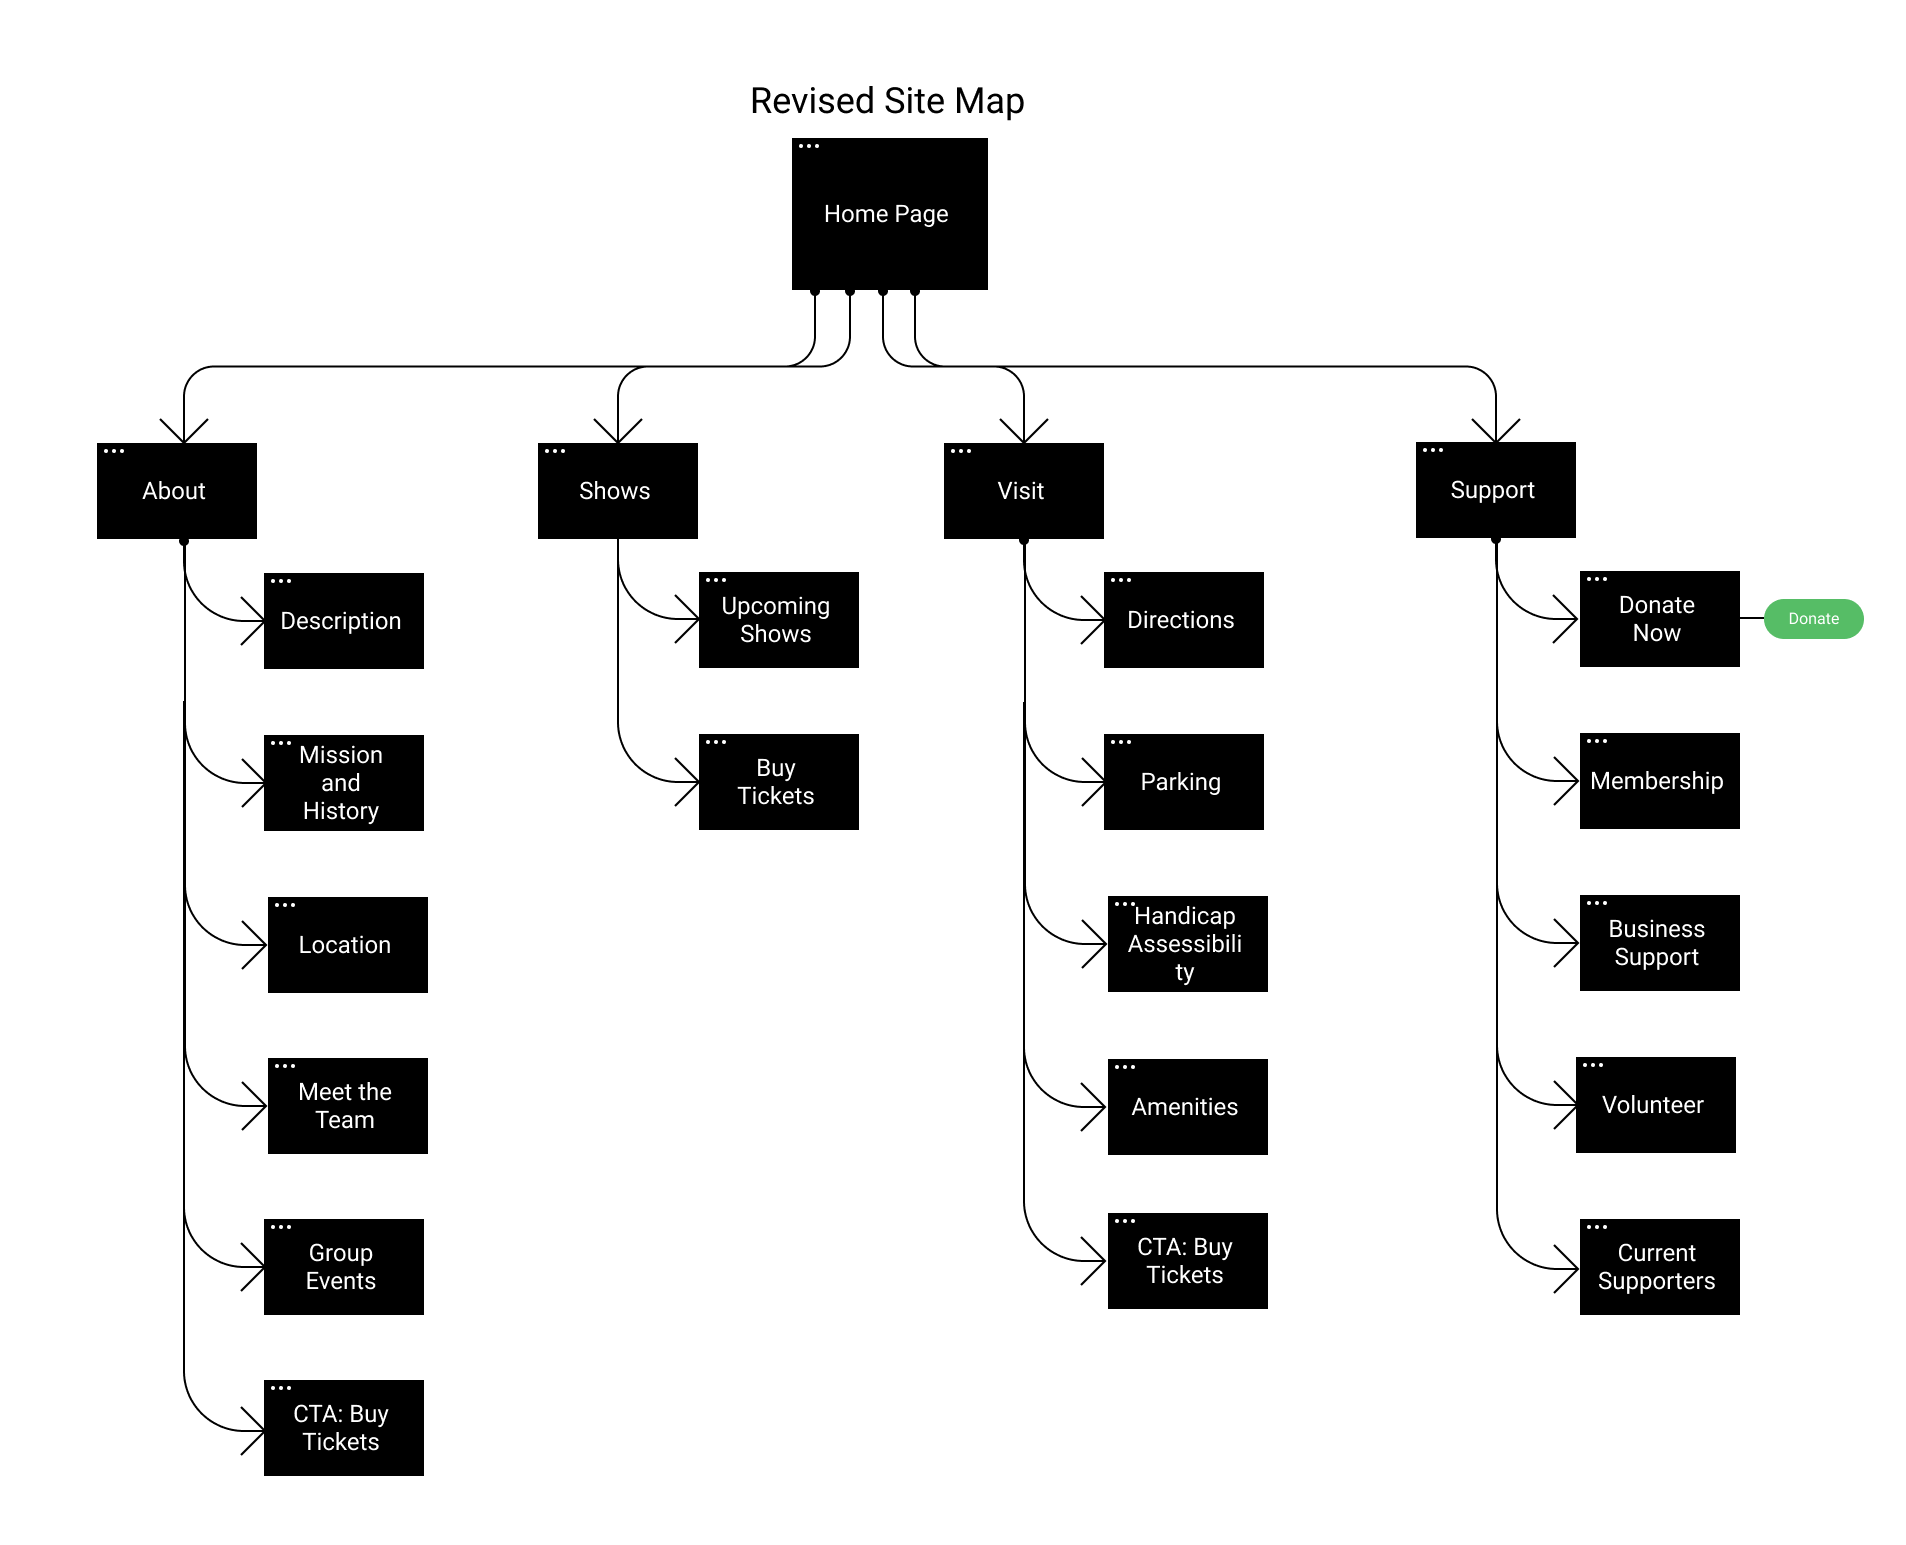 Revised Site Map
Home Page
About
Shows
Visit
Support
Description
Mission
and
History
Location
Meet the
Team
Group
Events
CTA: Buy
Tickets
Upcoming
Shows
Buy
Tickets
Directions
Parking
Handicap
Assessibili
ty
Amenities
CTA: Buy
Tickets
Donate
Now
Donate
Membership
Business
Support
Volunteer
Current
Supporters